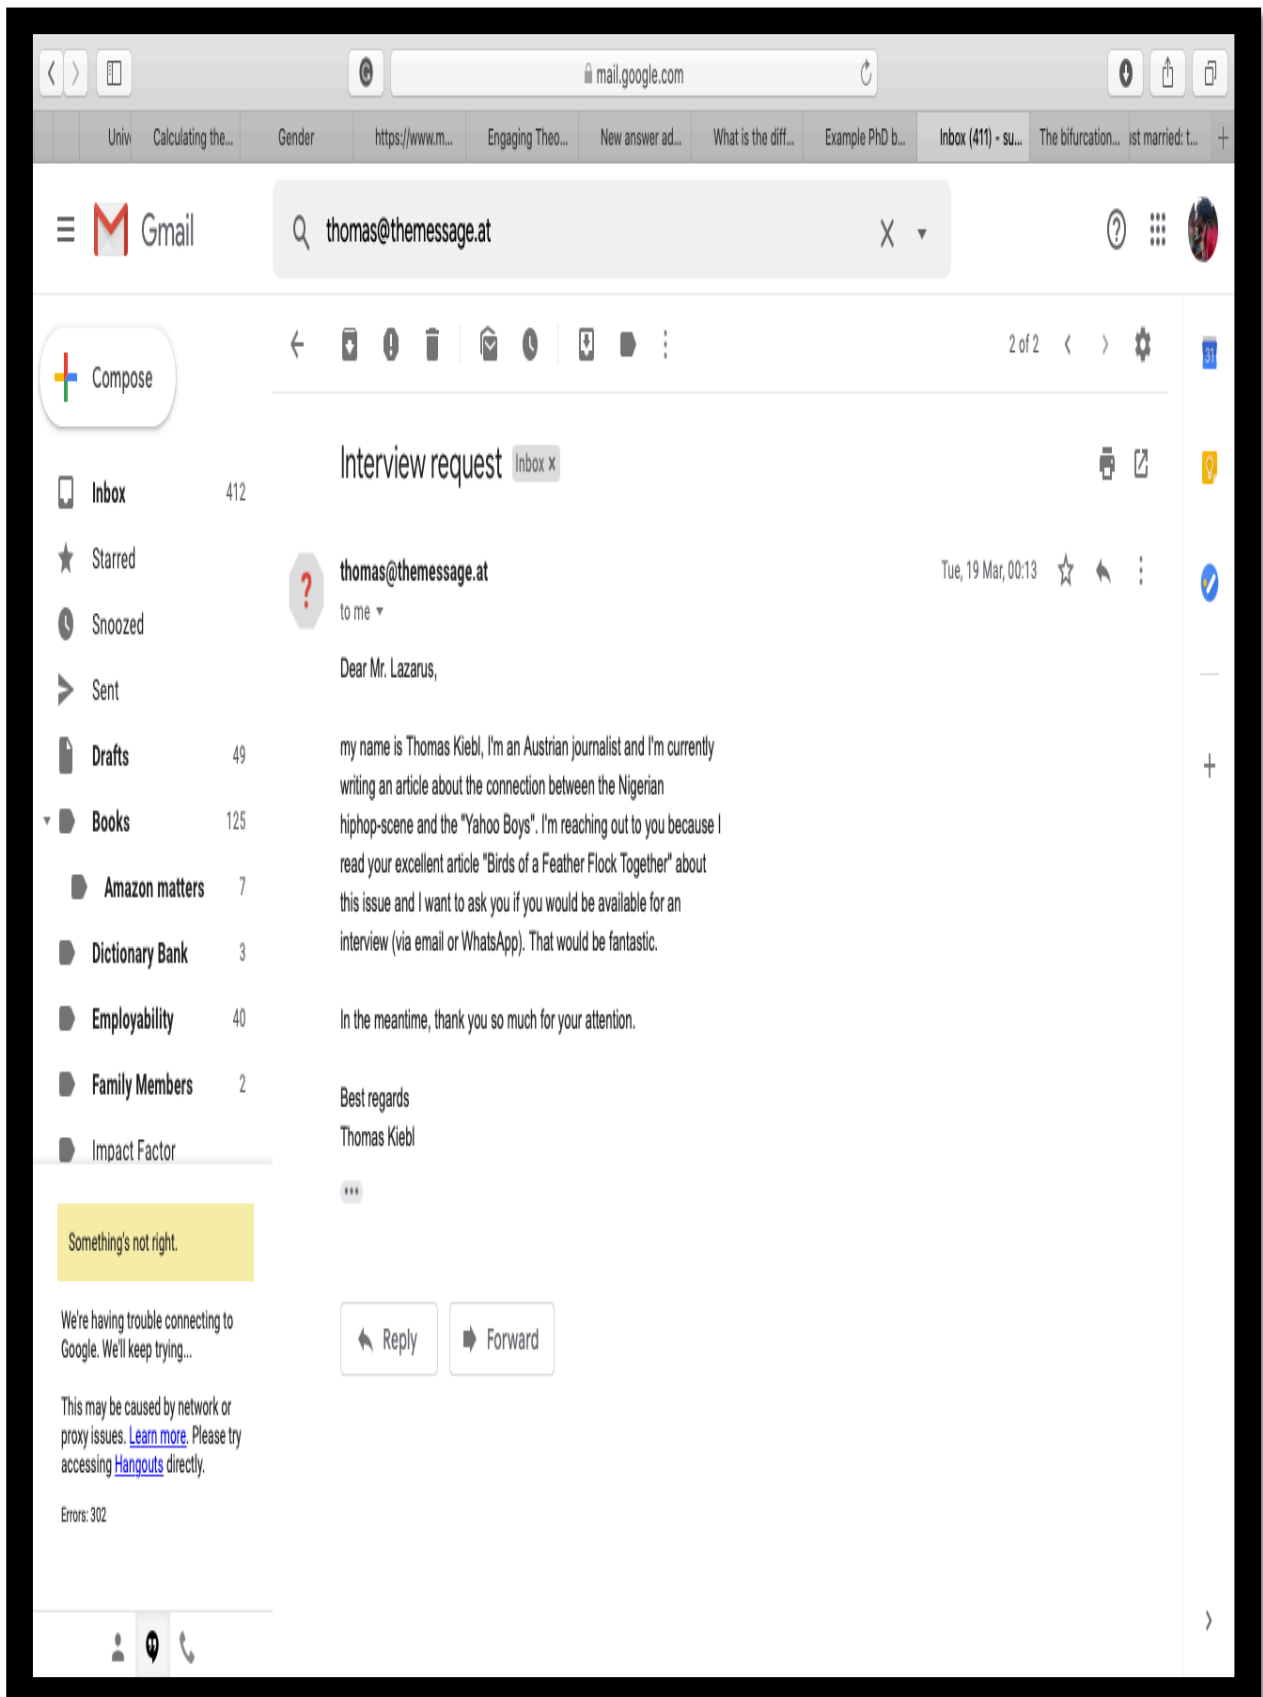 mail.google.com
Univ Calculating the... Gender https://www.m... Engaging Theo... New answer ad... What is the diff... Example PhD b... Inbox (411) - su... The bifurcation... ist married: t... +
Gmail
thomas@themessage.at
Compose
2 of 2
31
Interview request Inbox x
Inbox 412
Starred
Snoozed
Sent
Drafts 49
Books 125
Amazon matters 7
Dictionary Bank 3
Employability 40
Family Members 2
Impact Factor
thomas@themessage.at
Tue, 19 Mar, 00:13
to me
Dear Mr. Lazarus,
my name is Thomas Kiebl, I'm an Austrian journalist and I'm currently
writing an article about the connection between the Nigerian
hiphop-scene and the "Yahoo Boys". I'm reaching out to you because I
read your excellent article "Birds of a Feather Flock Together" about
this issue and I want to ask you if you would be available for an
interview (via email or WhatsApp). That would be fantastic.
In the meantime, thank you so much for your attention.
Best regards
Thomas Kiebl
Reply Forward
Something's not right.
We're having trouble connecting to
Google. We'll keep trying...
This may be caused by network or
proxy issues. Learn more. Please try
accessing Hangouts directly.
Errors: 302